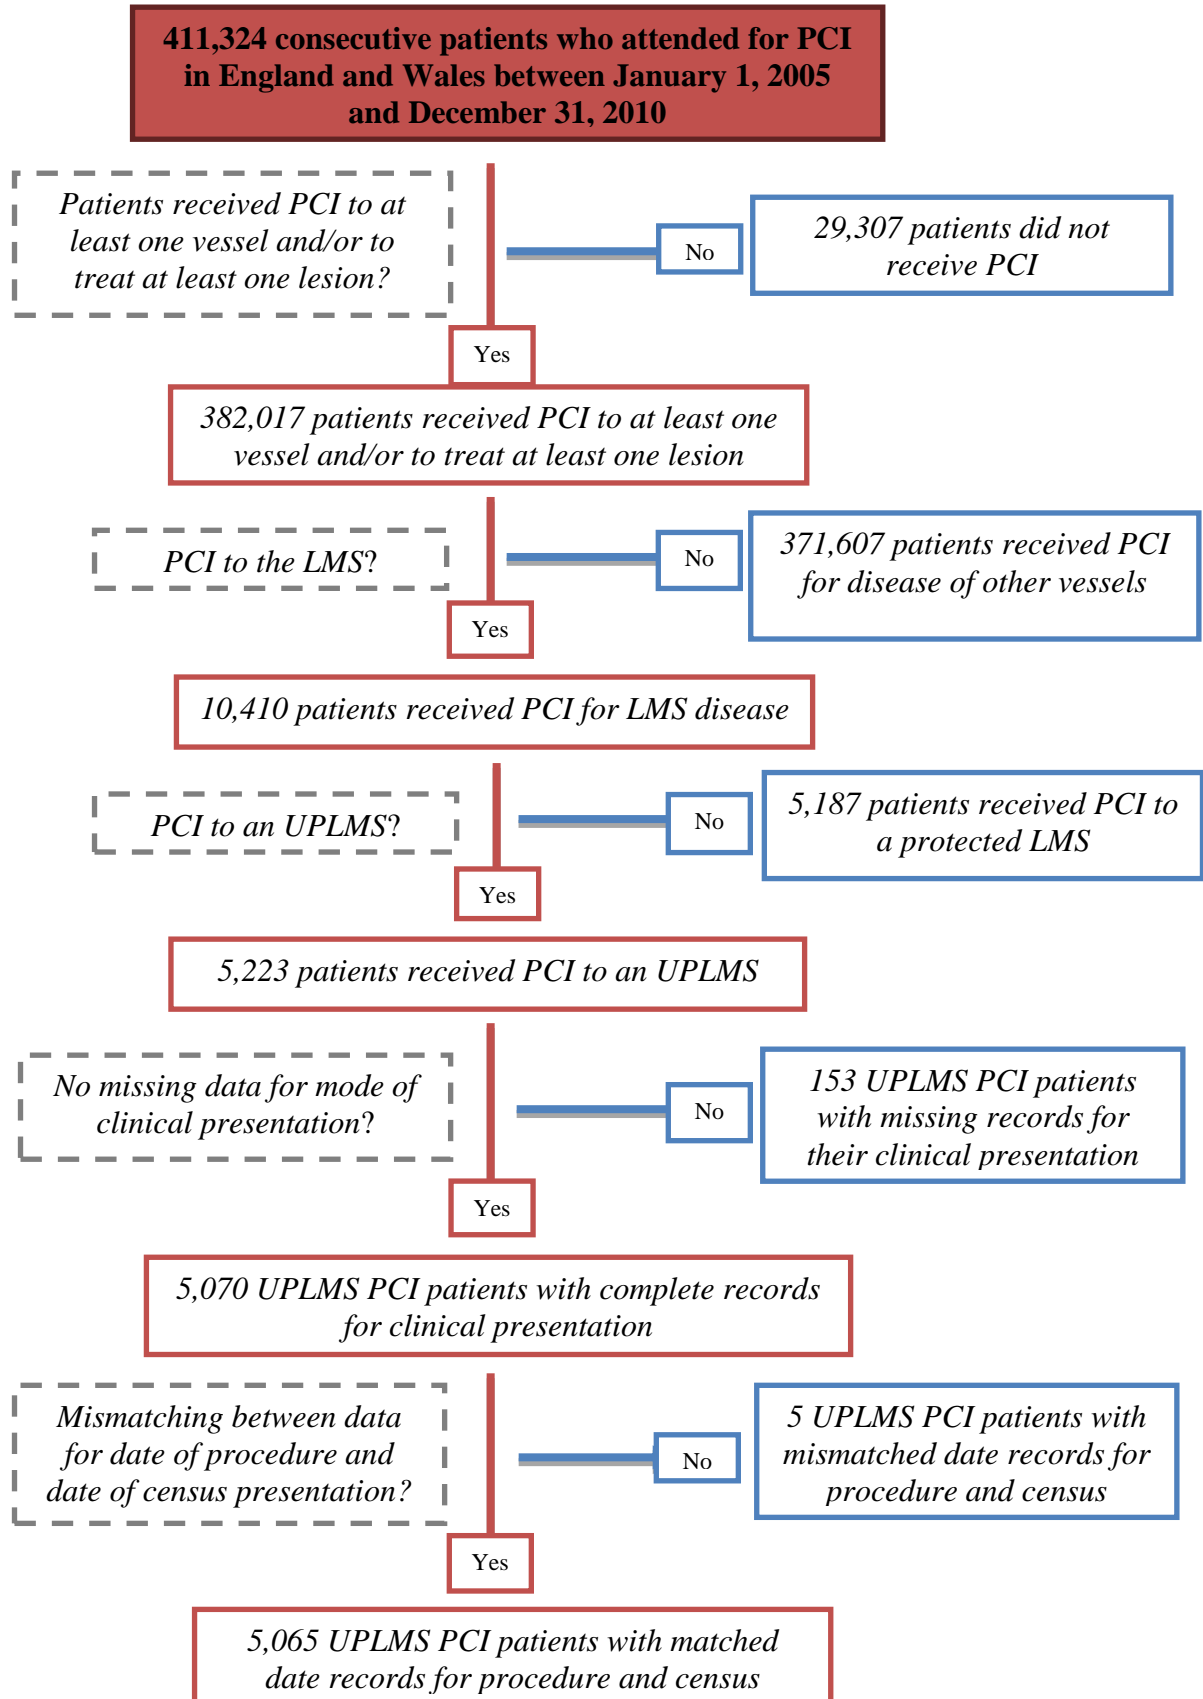 411,324 consecutive patients who attended for PCI
in England and Wales between January 1, 2005
and December 31, 2010
Patients received PCI to at
least one vessel and/or to
treat at least one lesion?
No
29,307 patients did not
receive PCI
Yes
382,017 patients received PCI to at least one
vessel and/or to treat at least one lesion
PCI to the LMS?
No
371,607 patients received PCI
for disease of other vessels
Yes
10,410 patients received PCI for LMS disease
PCI to an UPLMS?
No
5,187 patients received PCI to
a protected LMS
Yes
5,223 patients received PCI to an UPLMS
No missing data for mode of
clinical presentation?
No
153 UPLMS PCI patients
with missing records for
their clinical presentation
Yes
5,070 UPLMS PCI patients with complete records
for clinical presentation
Mismatching between data
for date of procedure and
date of census presentation?
No
5 UPLMS PCI patients with
mismatched date records for
procedure and census
Yes
5,065 UPLMS PCI patients with matched
date records for procedure and census